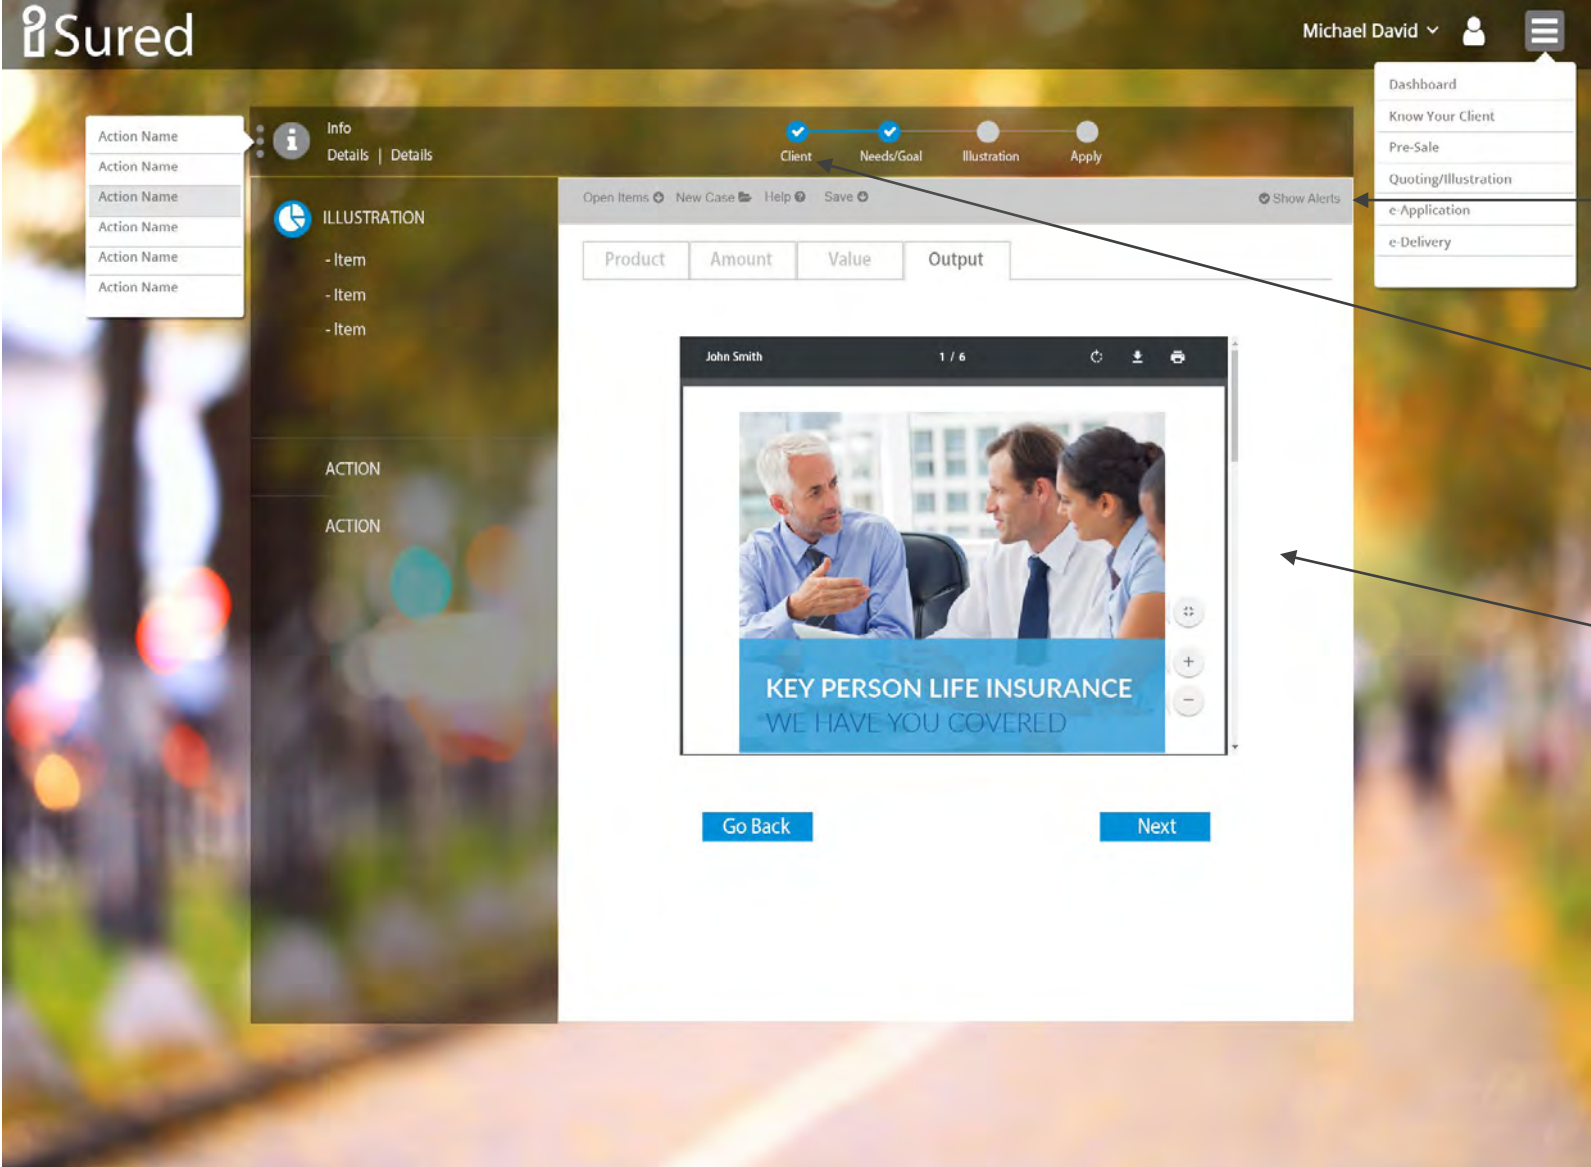 iSured
Michael David
Dashboard
Know Your Client
Pre-Sale
Quoting/Illustration
e-Application
e-Delivery
Action Name
Action Name
Action Name
Action Name
Action Name
Action Name
Info
Details | Details
Client
Needs/Goal
Illustration
Apply
Open Items
New Case
Help
Save
Show Alerts
ILLUSTRATION
- Item
- Item
- Item
ACTION
ACTION
Product
Amount
Value
Output
John Smith
1 / 6
KEY PERSON LIFE INSURANCE
WE HAVE YOU COVERED
Go Back
Next